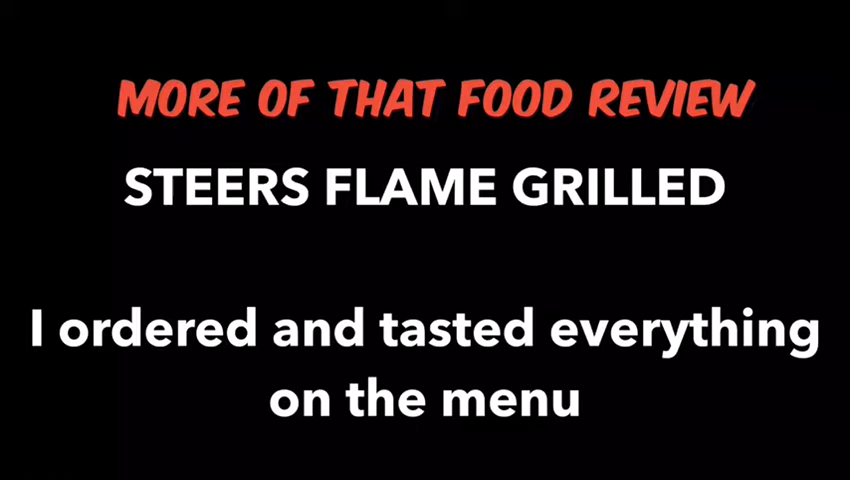 MORE OF THAT FOOD REVIEW
STEERS FLAME GRILLED
I ordered and tasted everything
on the menu